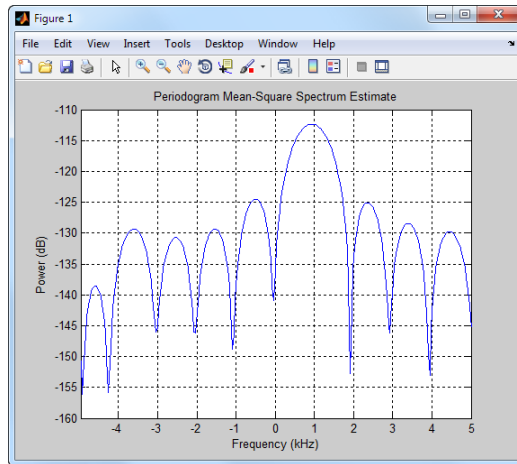 Figure 1
File Edit View Insert Tools Desktop Window Help
Periodogram Mean-Square Spectrum Estimate
Power (dB)
-110
-115
-120
-125
-130
-135
-140
-145
-150
-155
-160
-4 -3 -2 -1 0 1 2 3 4 5
Frequency (kHz)